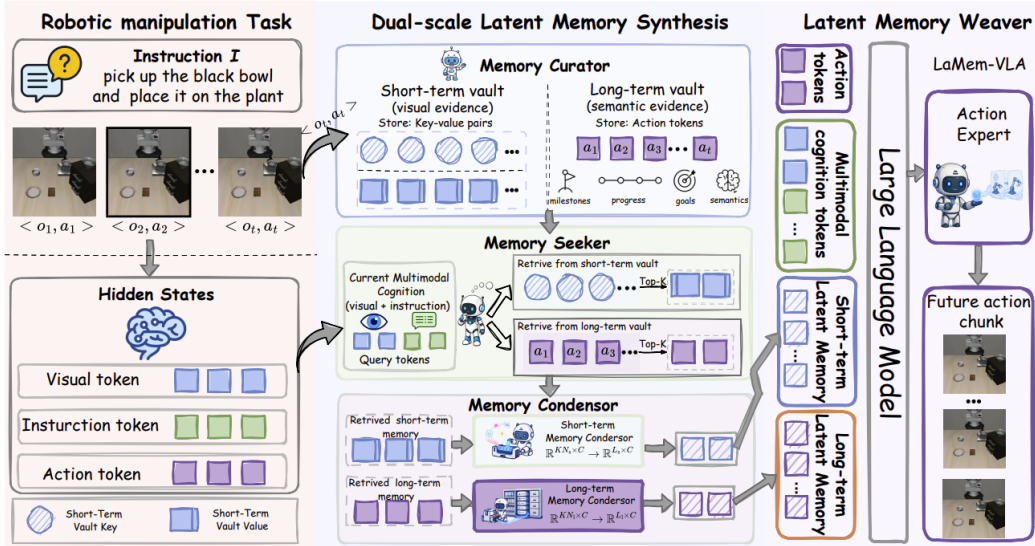 Robotic manipulation Task
Instruction I
pick up the black bowl
and place it on the plant
< o₁, a₁ >
< o₂, a₂ >
< oₜ, aₜ >
Hidden States
Visual token
Insturction token
Action token
Short-Term
Vault Key
Short-Term
Vault Value
Dual-scale Latent Memory Synthesis
< oₜ, aₜ >
Memory Curator
Short-term vault
(visual evidence)
Store: Key-value pairs
Long-term vault
(semantic evidence)
Store: Action tokens
a₁ a₂ a₃ aₜ
milestones progress goals semantics
Memory Seeker
Current Multimodal
Cognition
(visual + instruction)
Query tokens
Retrive from short-term vault
Top-K
Retrive from long-term vault
a₁ a₂ a₃
Top-K
Memory Condensor
Retrived short-term
memory
Short-term
Memory Condersor
ℝ^{KNₛ×C} → ℝ^{Lₛ×C}
Retrived long-term
memory
Long-term
Memory Condersor
ℝ^{KNₗ×C} → ℝ^{Lₗ×C}
Latent Memory Weaver
Action
tokens
Multimodal
cognition tokens
Short-term
Latent Memory
Long-term
Latent Memory
Large Language Model
LaMem-VLA
Action
Expert
Future action
chunk